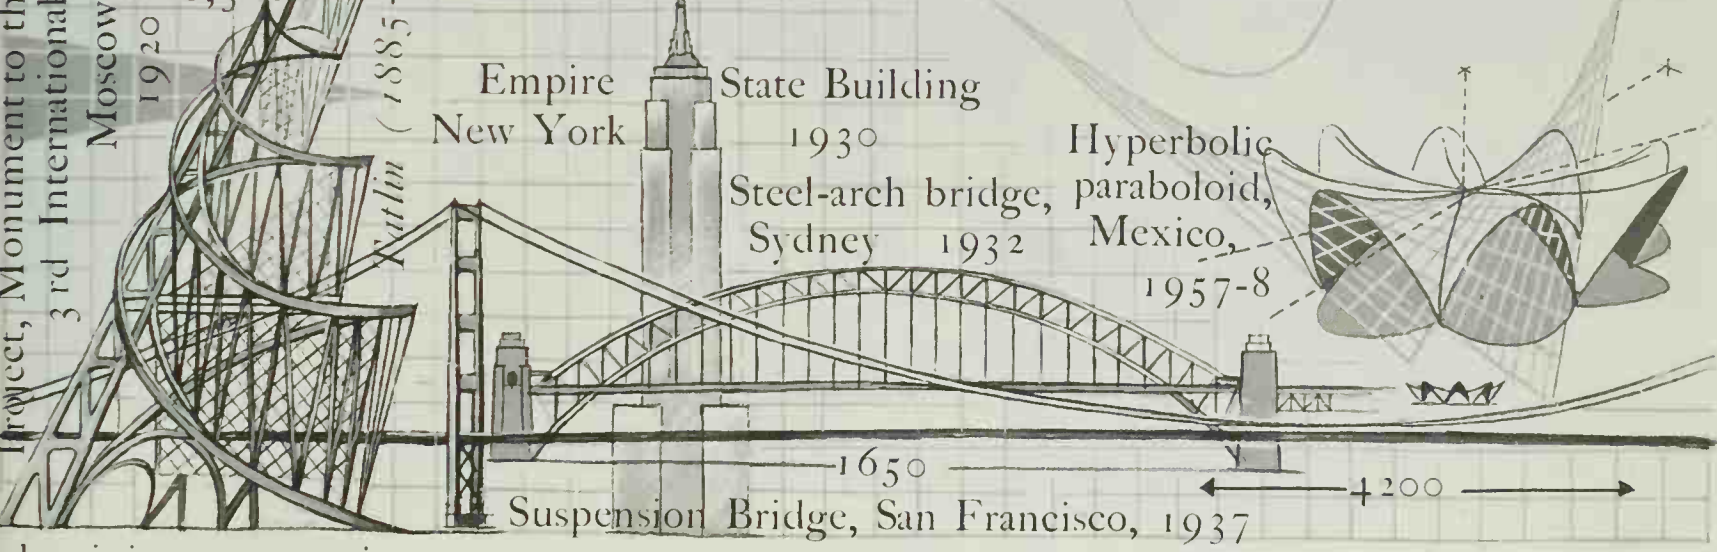 Project, Monument to the
3rd International
Moscow
1920
Tatlin (1885-
Empire State Building
New York 1930
Steel-arch bridge,
Sydney 1932
Hyperbolic
paraboloid,
Mexico,
1957-8
1650
4200
Suspension Bridge, San Francisco, 1937